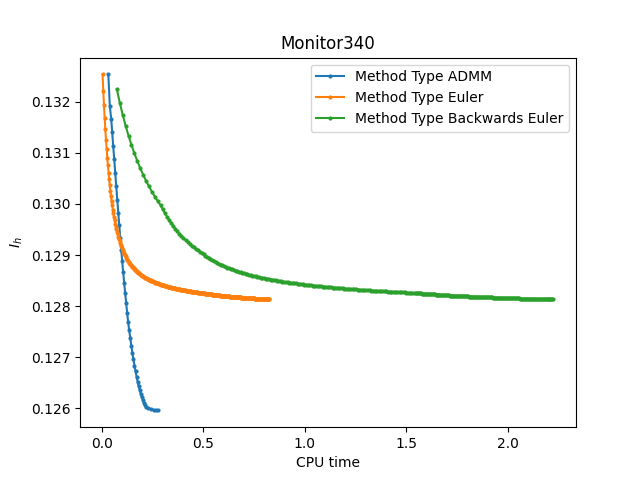 Monitor340
Method Type ADMM
Method Type Euler
Method Type Backwards Euler
0.132
0.131
0.130
0.129
0.128
0.127
0.126
I_h
0.0 0.5 1.0 1.5 2.0
CPU time